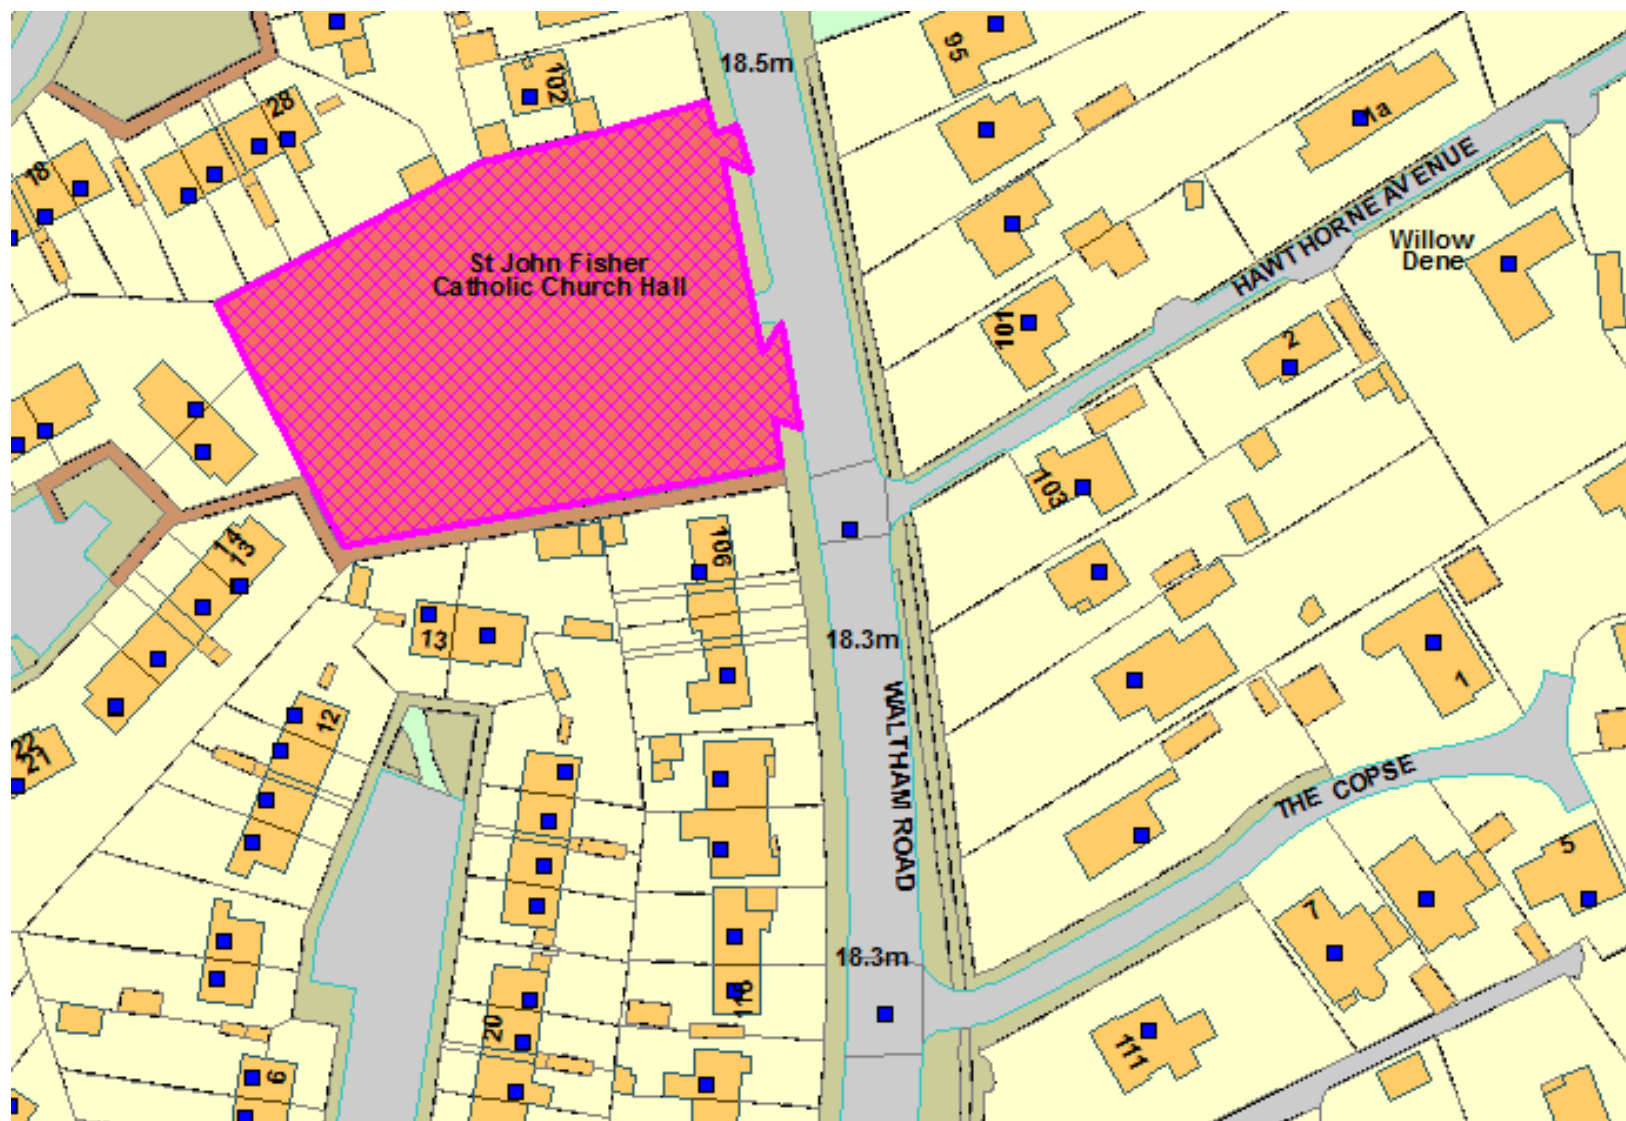 18.5m
95
102
28
1a
18
HAWTHORNE AVENUE
Willow
Dene
St John Fisher
Catholic Church Hall
101
2
103
14
13
106
13
18.3m
1
12
WALTHAM ROAD
22
21
THE COPSE
5
7
18.3m
116
20
111
6